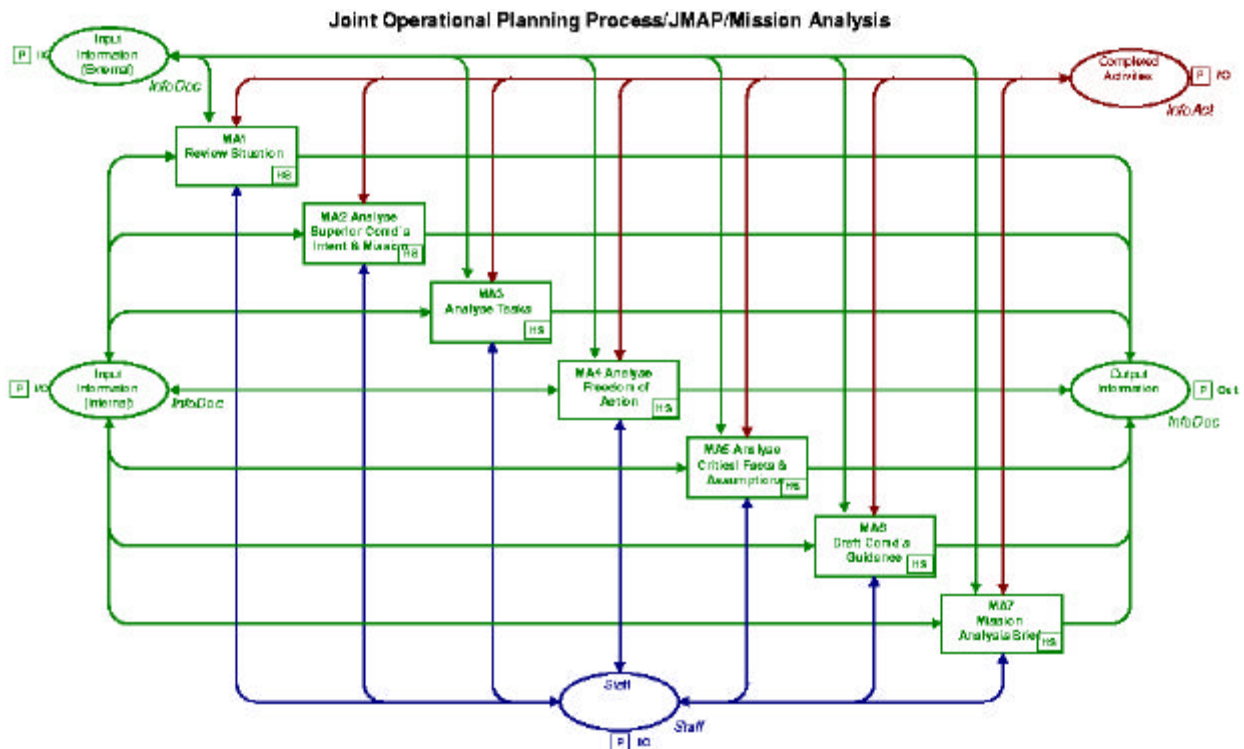 Joint Operational Planning Process/JMAP/Mission Analysis
Input
Information
(External)
P I/O
InfoDoc
Completed
Activities
P I/O
InfoAct
MA1
Review Situation
HS
MA2 Analyse
Superior Comd's
Intent & Mission
HS
MA3
Analyse Tasks
HS
Input
Information
(Internal)
P I/O
InfoDoc
MA4 Analyse
Freedom of
Action
HS
Output
Information
P Out
InfoDoc
MA5 Analyse
Critical Facts &
Assumptions
HS
MA6
Draft Comd's
Guidance
HS
MA7
Mission
Analysis Brief
HS
Staff
Staff
P I/O